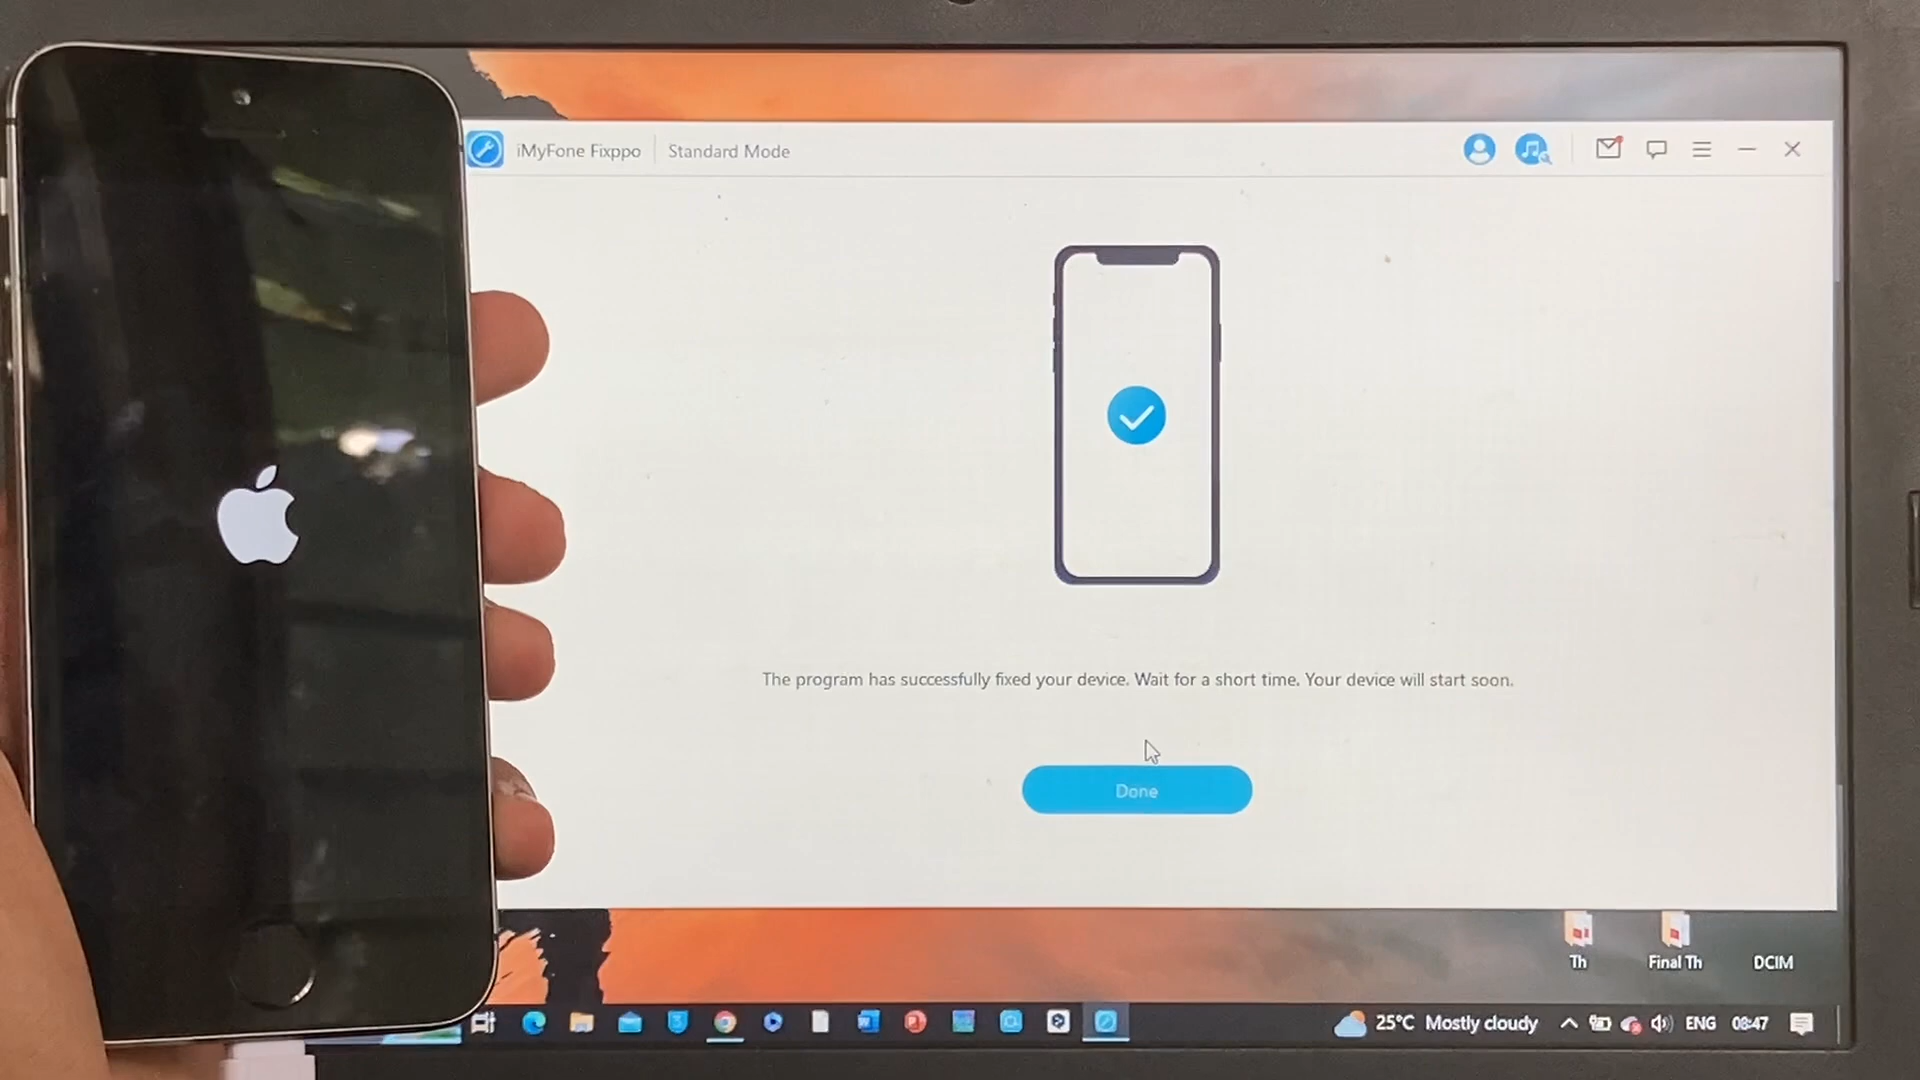 iMyFone Fixppo
Standard Mode
The program has successfully fixed your device. Wait for a short time. Your device will start soon.
Done
Th
Final Th
DCIM
25°C Mostly cloudy
ENG
08:47